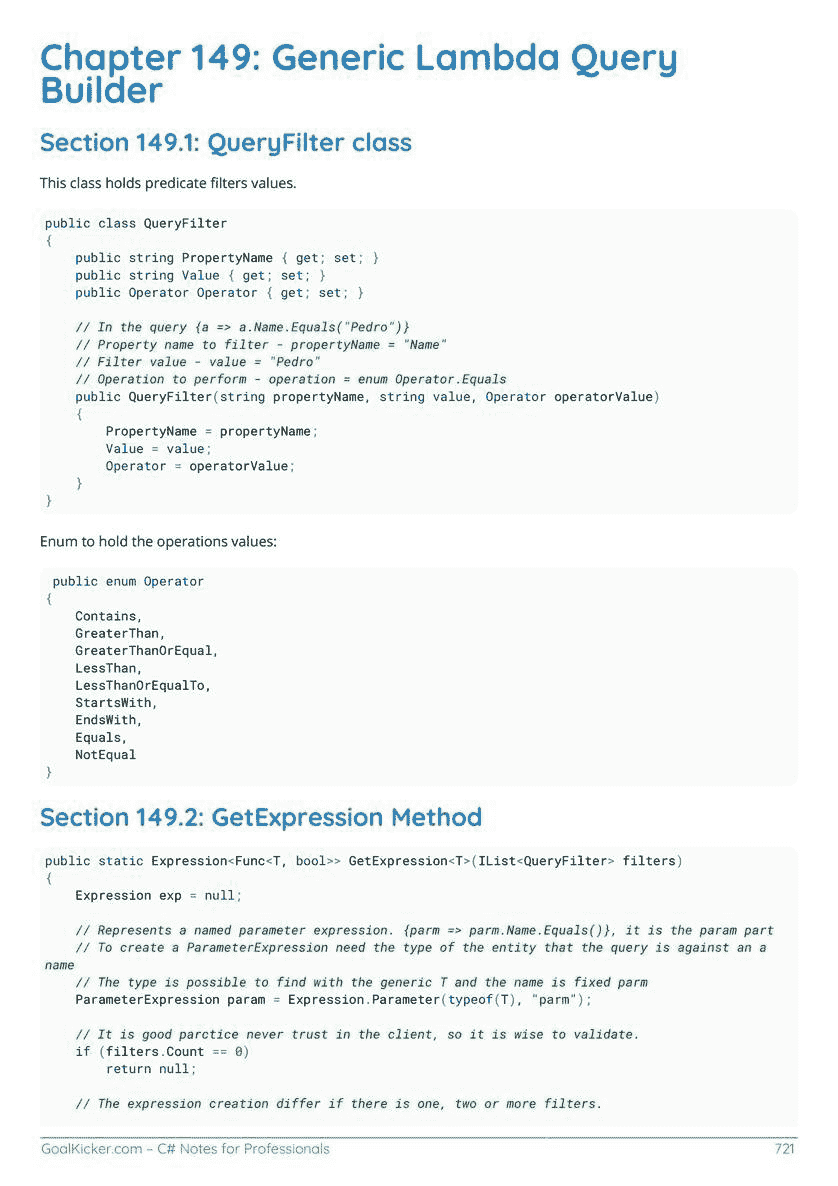 Chapter 149: Generic Lambda Query
Builder
Section 149.1: QueryFilter class
This class holds predicate filters values.
public class QueryFilter
{
    public string PropertyName { get; set; }
    public string Value { get; set; }
    public Operator Operator { get; set; }
    // In the query {a => a.Name.Equals("Pedro")}
    // Property name to filter - propertyName = "Name"
    // Filter value - value = "Pedro"
    // Operation to perform - operation = enum Operator.Equals
    public QueryFilter(string propertyName, string value, Operator operatorValue)
    {
        PropertyName = propertyName;
        Value = value;
        Operator = operatorValue;
    }
}
Enum to hold the operations values:
 public enum Operator
{
    Contains,
    GreaterThan,
    GreaterThanOrEqual,
    LessThan,
    LessThanOrEqualTo,
    StartsWith,
    EndsWith,
    Equals,
    NotEqual
}
Section 149.2: GetExpression Method
public static Expression<Func<T, bool>> GetExpression<T>(IList<QueryFilter> filters)
{
    Expression exp = null;
    // Represents a named parameter expression. {parm => parm.Name.Equals()}, it is the param part
    // To create a ParameterExpression need the type of the entity that the query is against an a
name
    // The type is possible to find with the generic T and the name is fixed parm
    ParameterExpression param = Expression.Parameter(typeof(T), "parm");
    // It is good parctice never trust in the client, so it is wise to validate.
    if (filters.Count == 0)
        return null;
    // The expression creation differ if there is one, two or more filters.
GoalKicker.com – C# Notes for Professionals
721